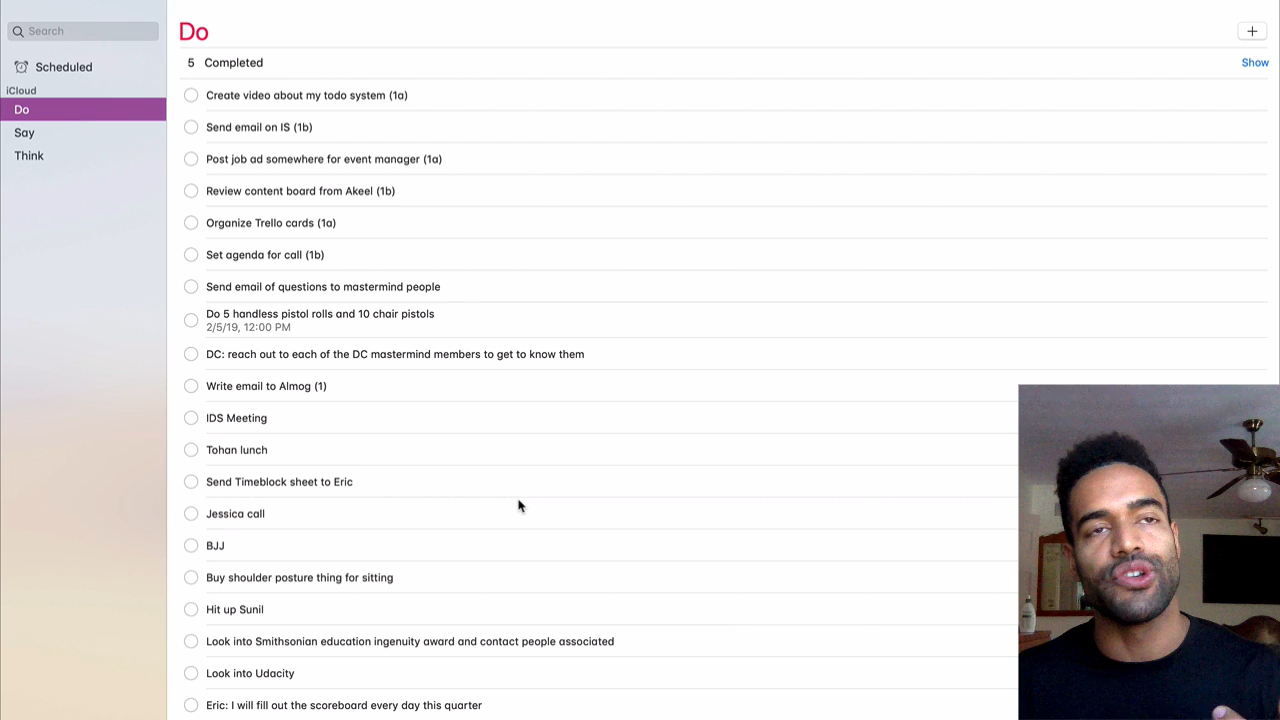 Search
Scheduled
iCloud
Do
Say
Think
Do
5 Completed
Show
Create video about my todo system (1a)
Send email on IS (1b)
Post job ad somewhere for event manager (1a)
Review content board from Akeel (1b)
Organize Trello cards (1a)
Set agenda for call (1b)
Send email of questions to mastermind people
Do 5 handless pistol rolls and 10 chair pistols
2/5/19, 12:00 PM
DC: reach out to each of the DC mastermind members to get to know them
Write email to Almog (1)
IDS Meeting
Tohan lunch
Send Timeblock sheet to Eric
Jessica call
BJJ
Buy shoulder posture thing for sitting
Hit up Sunil
Look into Smithsonian education ingenuity award and contact people associated
Look into Udacity
Eric: I will fill out the scoreboard every day this quarter